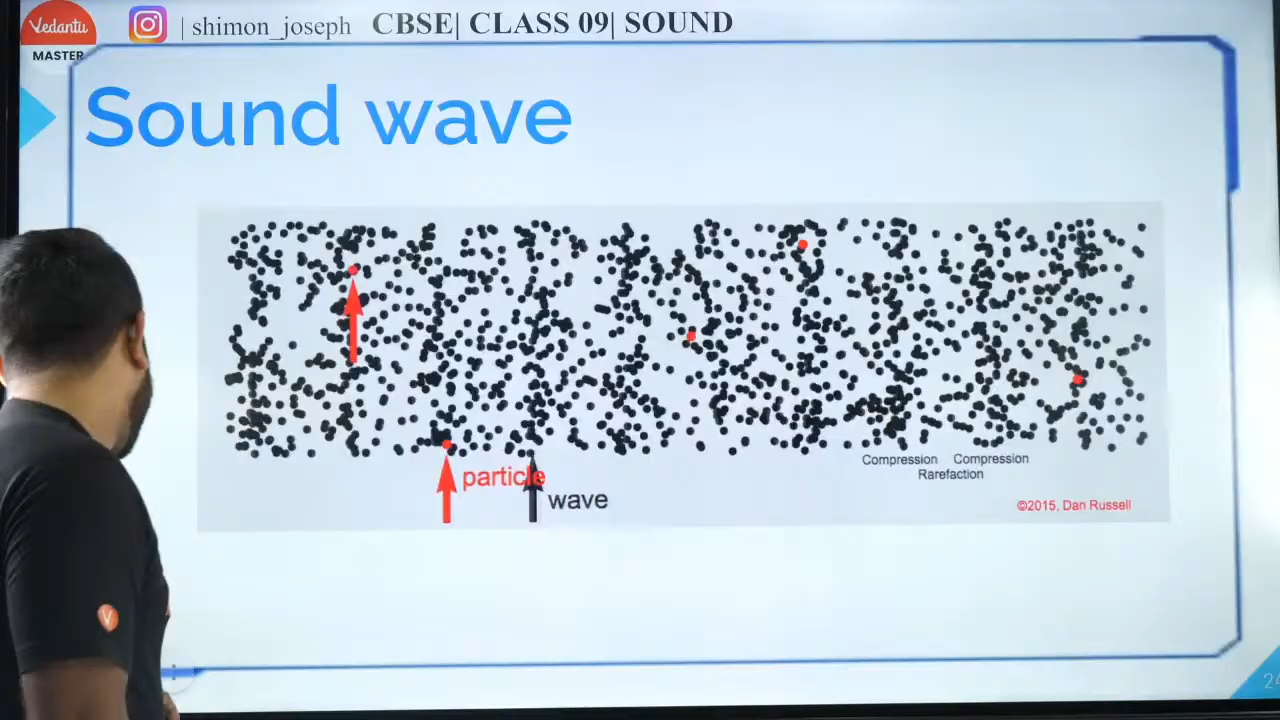 Vedantu
MASTER
| shimon_joseph CBSE| CLASS 09| SOUND
Sound wave
particle
wave
Compression Compression
Rarefaction
©2015, Dan Russell
V